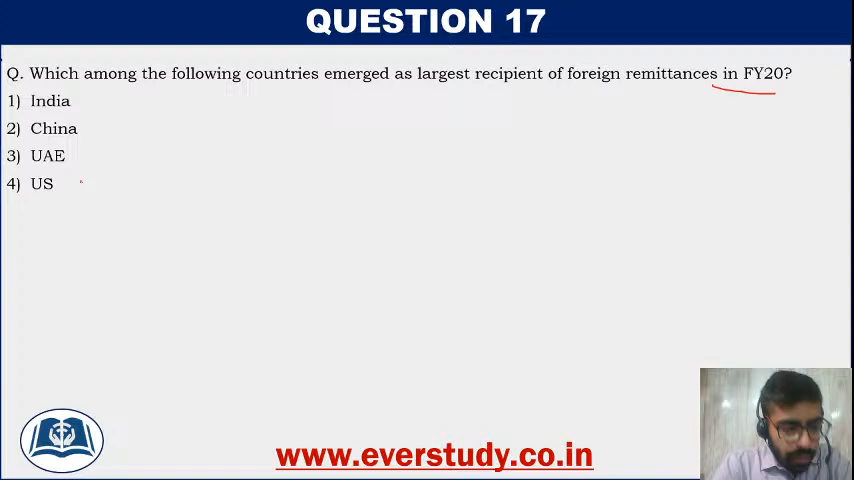 QUESTION 17
Q. Which among the following countries emerged as largest recipient of foreign remittances in FY20?
1) India
2) China
3) UAE
4) US
www.everstudy.co.in